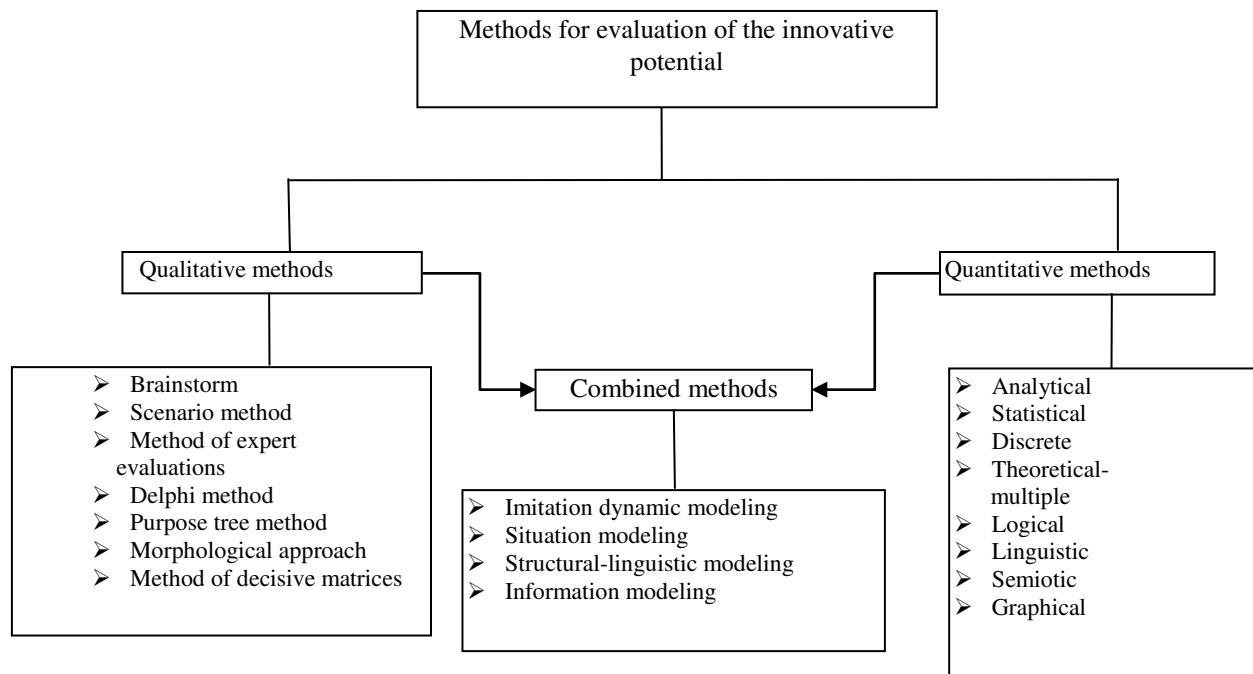 Methods for evaluation of the innovative
potential
Qualitative methods
Quantitative methods
➢ Brainstorm
➢ Scenario method
➢ Method of expert
evaluations
➢ Delphi method
➢ Purpose tree method
➢ Morphological approach
➢ Method of decisive matrices
Combined methods
➢ Imitation dynamic modeling
➢ Situation modeling
➢ Structural-linguistic modeling
➢ Information modeling
➢ Analytical
➢ Statistical
➢ Discrete
➢ Theoretical-
multiple
➢ Logical
➢ Linguistic
➢ Semiotic
➢ Graphical